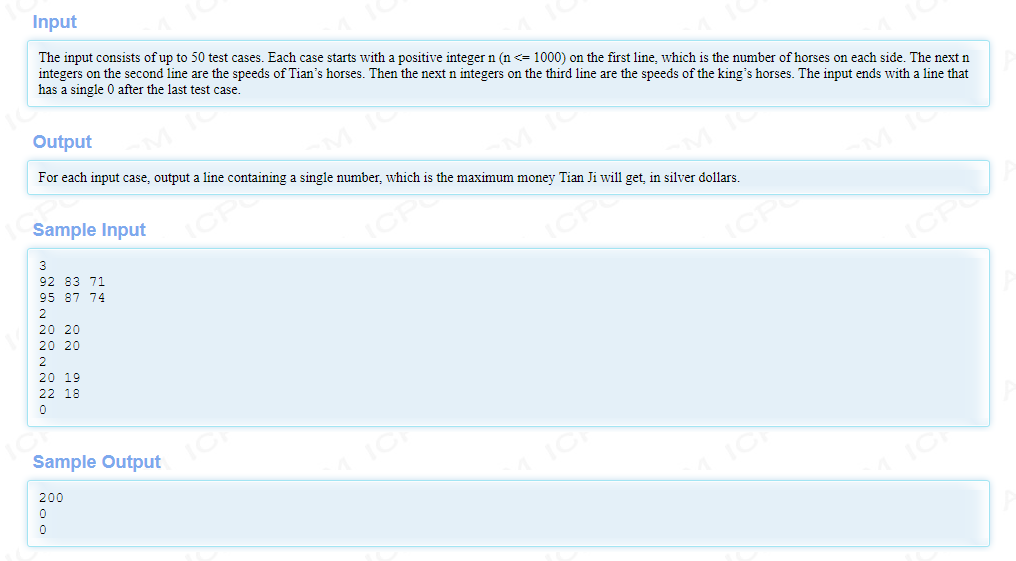 Input
The input consists of up to 50 test cases. Each case starts with a positive integer n (n <= 1000) on the first line, which is the number of horses on each side. The next n
integers on the second line are the speeds of Tian’s horses. Then the next n integers on the third line are the speeds of the king’s horses. The input ends with a line that
has a single 0 after the last test case.
Output
For each input case, output a line containing a single number, which is the maximum money Tian Ji will get, in silver dollars.
Sample Input
3
92 83 71
95 87 74
2
20 20
20 20
2
20 19
22 18
0
Sample Output
200
0
0